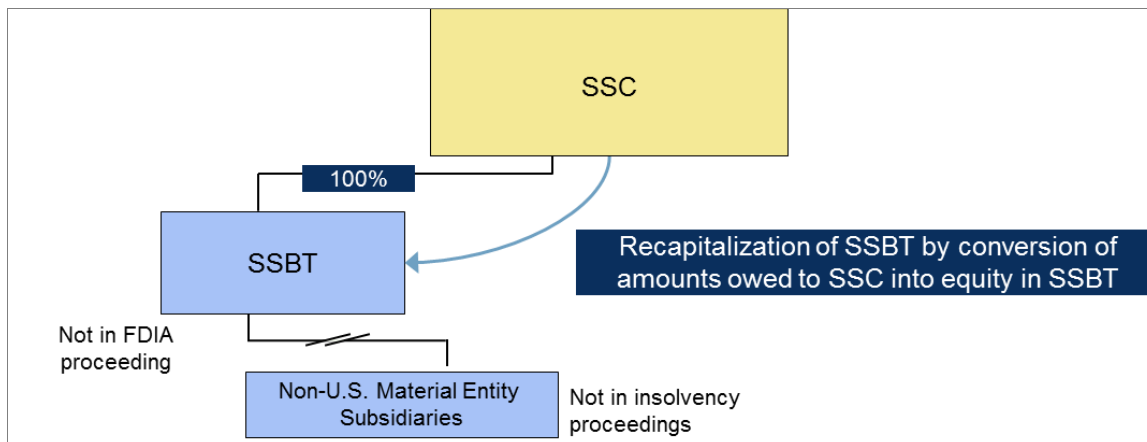 SSC
100%
SSBT
Recapitalization of SSBT by conversion of
amounts owed to SSC into equity in SSBT
Not in FDIA
proceeding
Non-U.S. Material Entity
Subsidiaries
Not in insolvency
proceedings